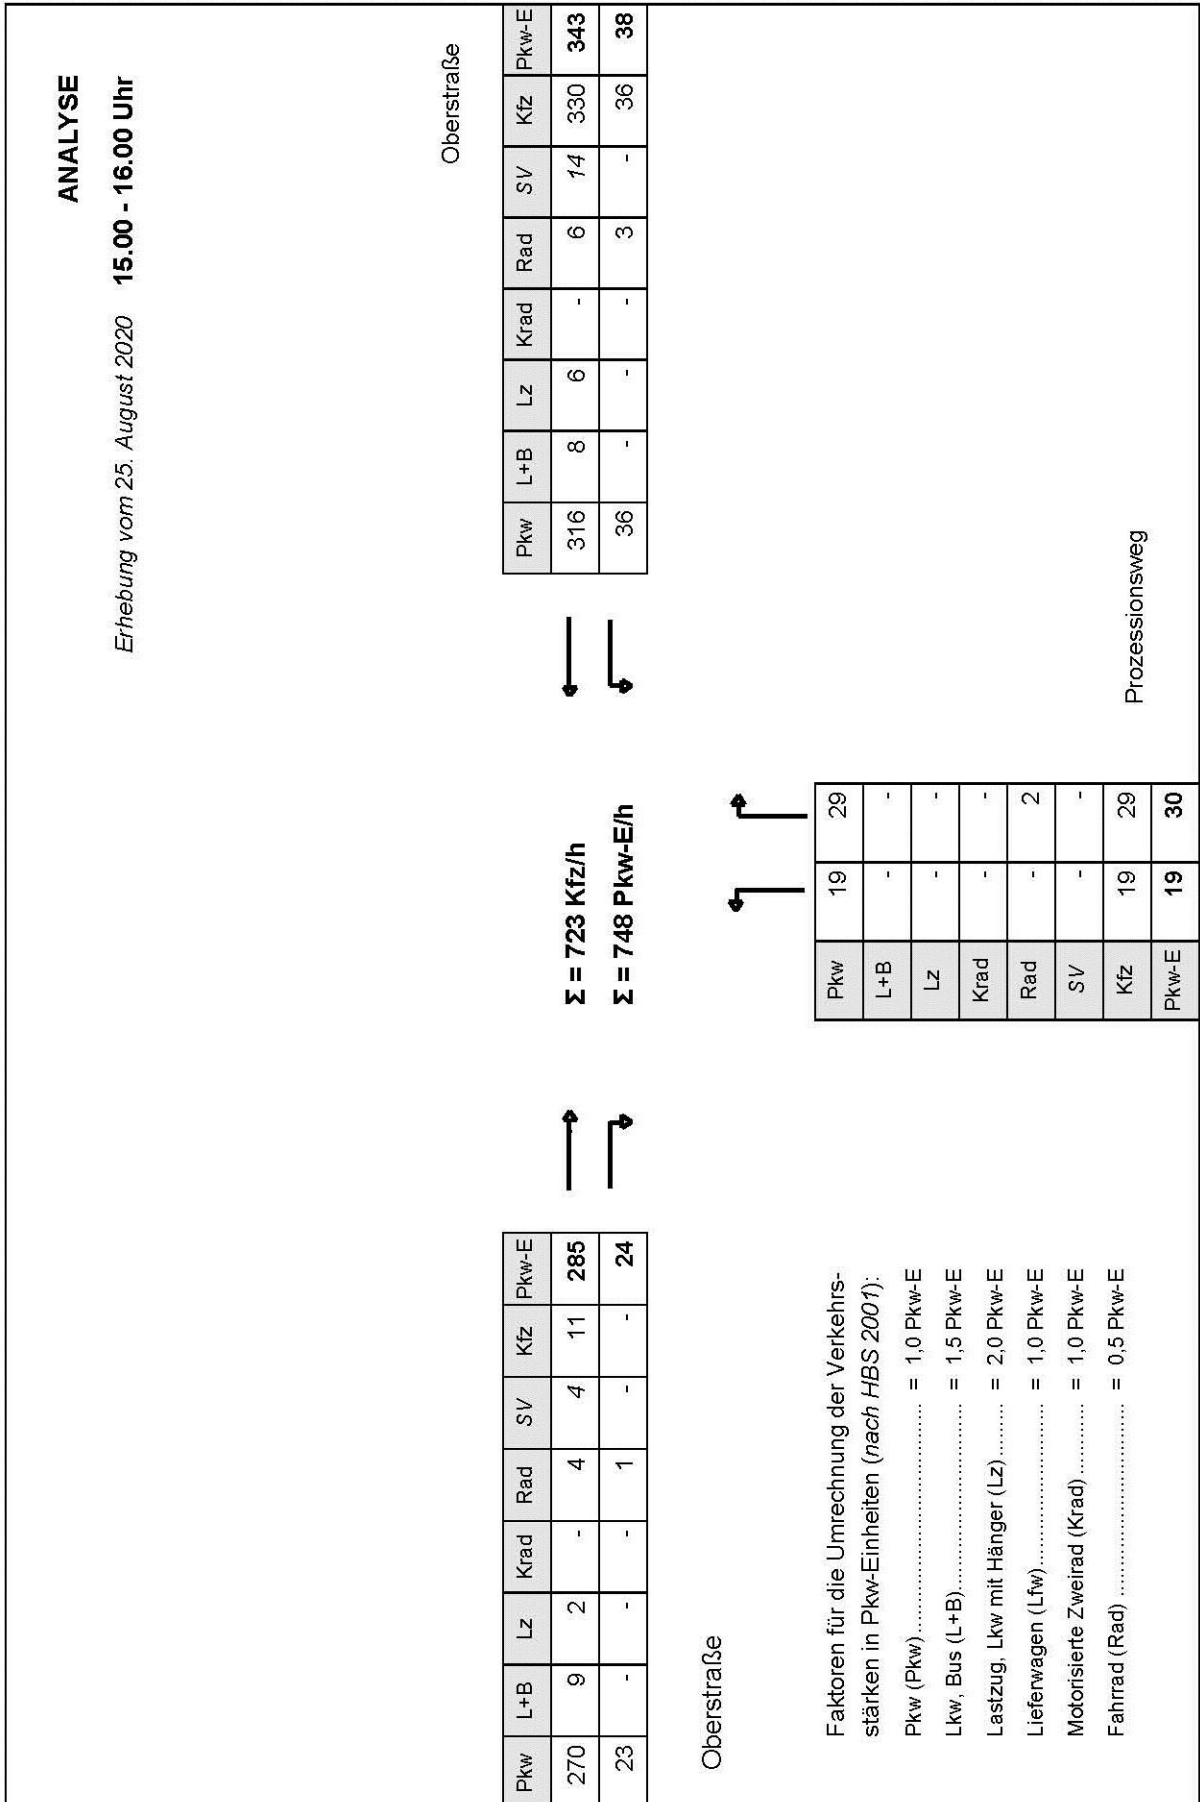 ANALYSE
Erhebung vom 25. August 2020 15.00 - 16.00 Uhr
Oberstraße
Pkw L+B Lz Krad Rad SV Kfz Pkw-E
270 9 2 - 4 4 11 285
23 - - - 1 - - 24
Σ = 723 Kfz/h
Σ = 748 Pkw-E/h
Pkw L+B Lz Krad Rad SV Kfz Pkw-E
316 8 6 - 6 14 330 343
36 - - - 3 - 36 38
Oberstraße
Faktoren für die Umrechnung der Verkehrs-
stärken in Pkw-Einheiten (nach HBS 2001):
Pkw (Pkw)................................. = 1,0 Pkw-E
Lkw, Bus (L+B)............................. = 1,5 Pkw-E
Lastzug, Lkw mit Hänger (Lz).......... = 2,0 Pkw-E
Lieferwagen (Lfw)........................... = 1,0 Pkw-E
Motorisierte Zweirad (Krad)............. = 1,0 Pkw-E
Fahrrad (Rad) ................................ = 0,5 Pkw-E
Pkw 19 29
L+B - -
Lz - -
Krad - -
Rad - 2
SV - -
Kfz 19 29
Pkw-E 19 30
Prozessionsweg